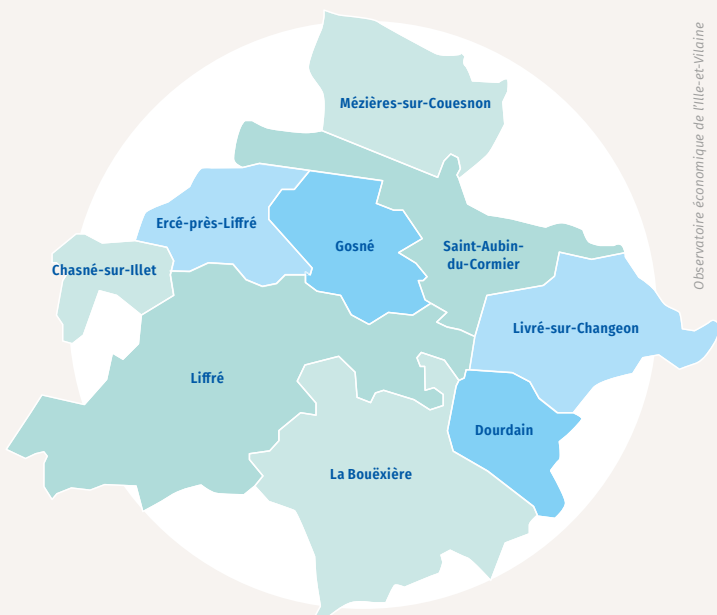 Mézières-sur-Couesnon
Ercé-près-Liffré
Gosné
Saint-Aubin-
du-Cormier
Chasné-sur-Illet
Livré-sur-Changeon
Liffré
Dourdain
La Bouëxière
Observatoire économique de l'Ille-et-Vilaine